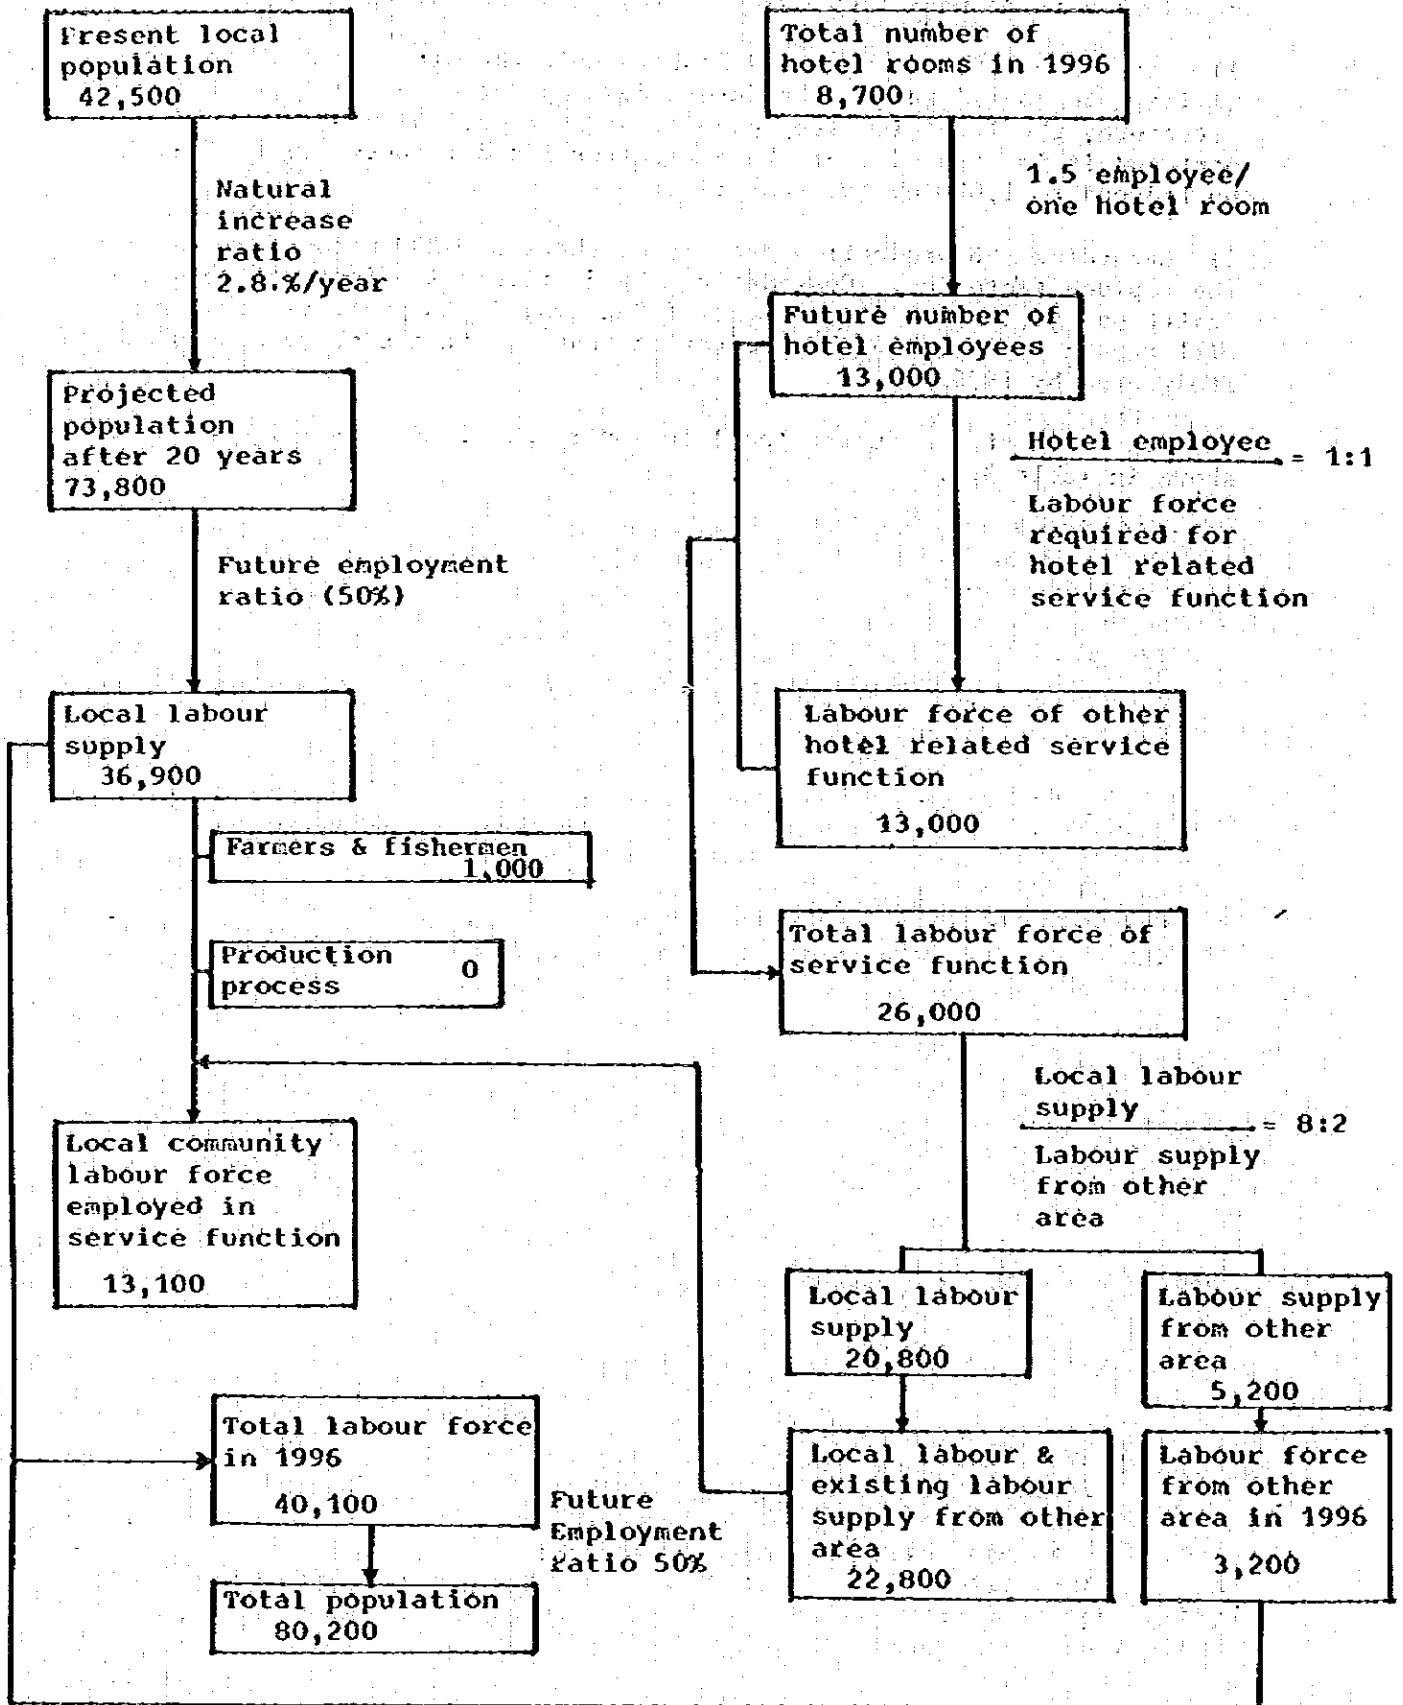 Present local
population
42,500
Natural
increase
ratio
2.8.%/year
Projected
population
after 20 years
73,800
Future employment
ratio (50%)
Local labour
supply
36,900
Farmers & fishermen
1,000
Production
process
0
Local community
labour force
employed in
service function
13,100
Total labour force
in 1996
40,100
Future
Employment
ratio 50%
Total population
80,200
Total number of
hotel rooms in 1996
8,700
1.5 employee/
one hotel room
Future number of
hotel employees
13,000
Hotel employee
= 1:1
Labour force
required for
hotel related
service function
Labour force of other
hotel related service
function
13,000
Total labour force of
service function
26,000
Local labour
supply
= 8:2
Labour supply
from other
area
Local labour
supply
20,800
Labour supply
from other
area
5,200
Local labour &
existing labour
supply from other
area
22,800
Labour force
from other
area in 1996
3,200